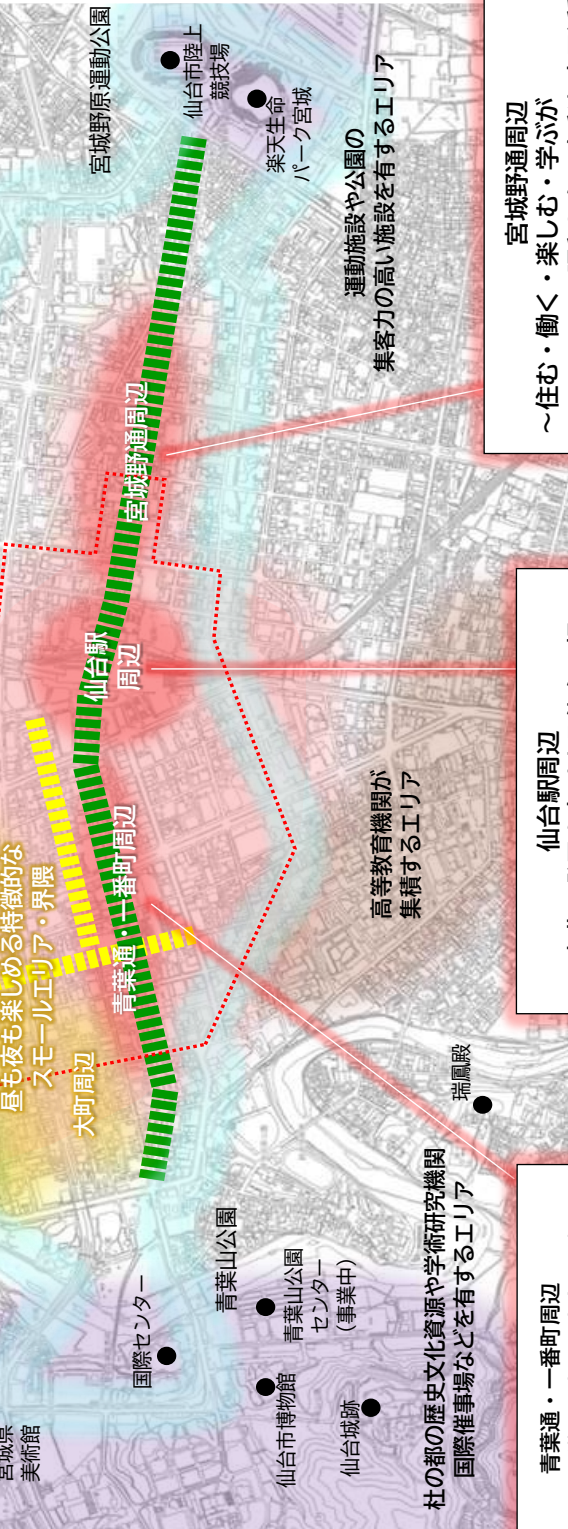 宮城県
美術館
国際センター
青葉山公園
青葉山公園
センター
（事業中）
仙台市博物館
仙台城跡
杜の都の歴史文化資源や学術研究機関
国際催事場などを有するエリア
瑞鳳殿
昼も夜も楽しめる特徴的な
スモールエリア・界隈
大町周辺
青葉通・一番町周辺
仙台駅
周辺
宮城野通周辺
高等教育機関が
集積するエリア
宮城野原運動公園
仙台市陸上
競技場
楽天生命
パーク宮城
運動施設や公園の
集客力の高い施設を有するエリア
青葉通・一番町周辺
仙台駅周辺
宮城野通周辺
～住む・働く・楽しむ・学ぶが